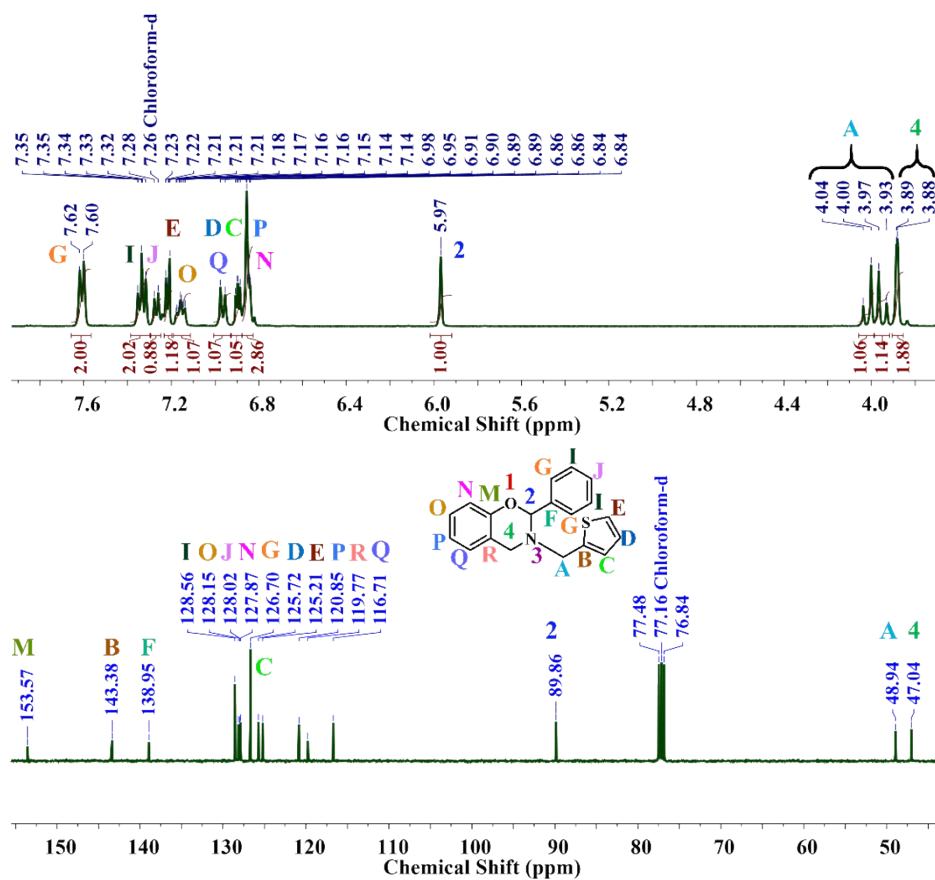 7.35 7.35 7.34 7.33 7.32 7.28 7.26 Chloroform-d 7.23 7.22 7.21 7.21 7.21 7.18 7.17 7.16 7.16 7.15 7.14 7.14 6.98 6.95 6.91 6.90 6.89 6.89 6.86 6.86 6.84 6.84
A 4
4.04 4.00 3.97 3.93 3.89 3.88
7.62 7.60 5.97
E D C P
G I J 2
O Q N
2.00 2.02 0.88 1.18 1.07 1.07 1.05 2.86 1.00 1.06 1.14 1.88
7.6 7.2 6.8 6.4 6.0 5.6 5.2 4.8 4.4 4.0
Chemical Shift (ppm)
I
G J
1
N M O 2 I
O F G S E
P 4 D
Q R N B C
3
A
I O J N G D E P R Q
128.56 128.15 128.02 127.87 126.70 125.72 125.21 120.85 119.77 116.71
77.48 77.16 Chloroform-d 76.84
M B F 2 A 4
C
153.57 143.38 138.95 89.86 48.94 47.04
150 140 130 120 110 100 90 80 70 60 50
Chemical Shift (ppm)